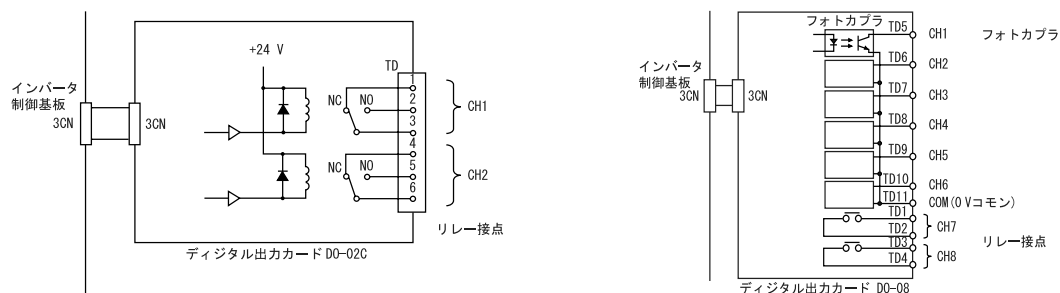 +24 V
TD
インバータ
制御基板
3CN
3CN
NC
NO
1
2
3
CH1
NC
NO
4
5
6
CH2
リレー接点
ディジタル出力カード DO-02C
フォトカプラ
TD5
CH1
フォトカプラ
TD6
CH2
インバータ
制御基板
3CN
3CN
TD7
CH3
TD8
CH4
TD9
CH5
TD10
CH6
TD11
COM(0 Vコモン)
TD1
TD2
CH7
リレー接点
TD3
TD4
CH8
ディジタル出力カード DO-08